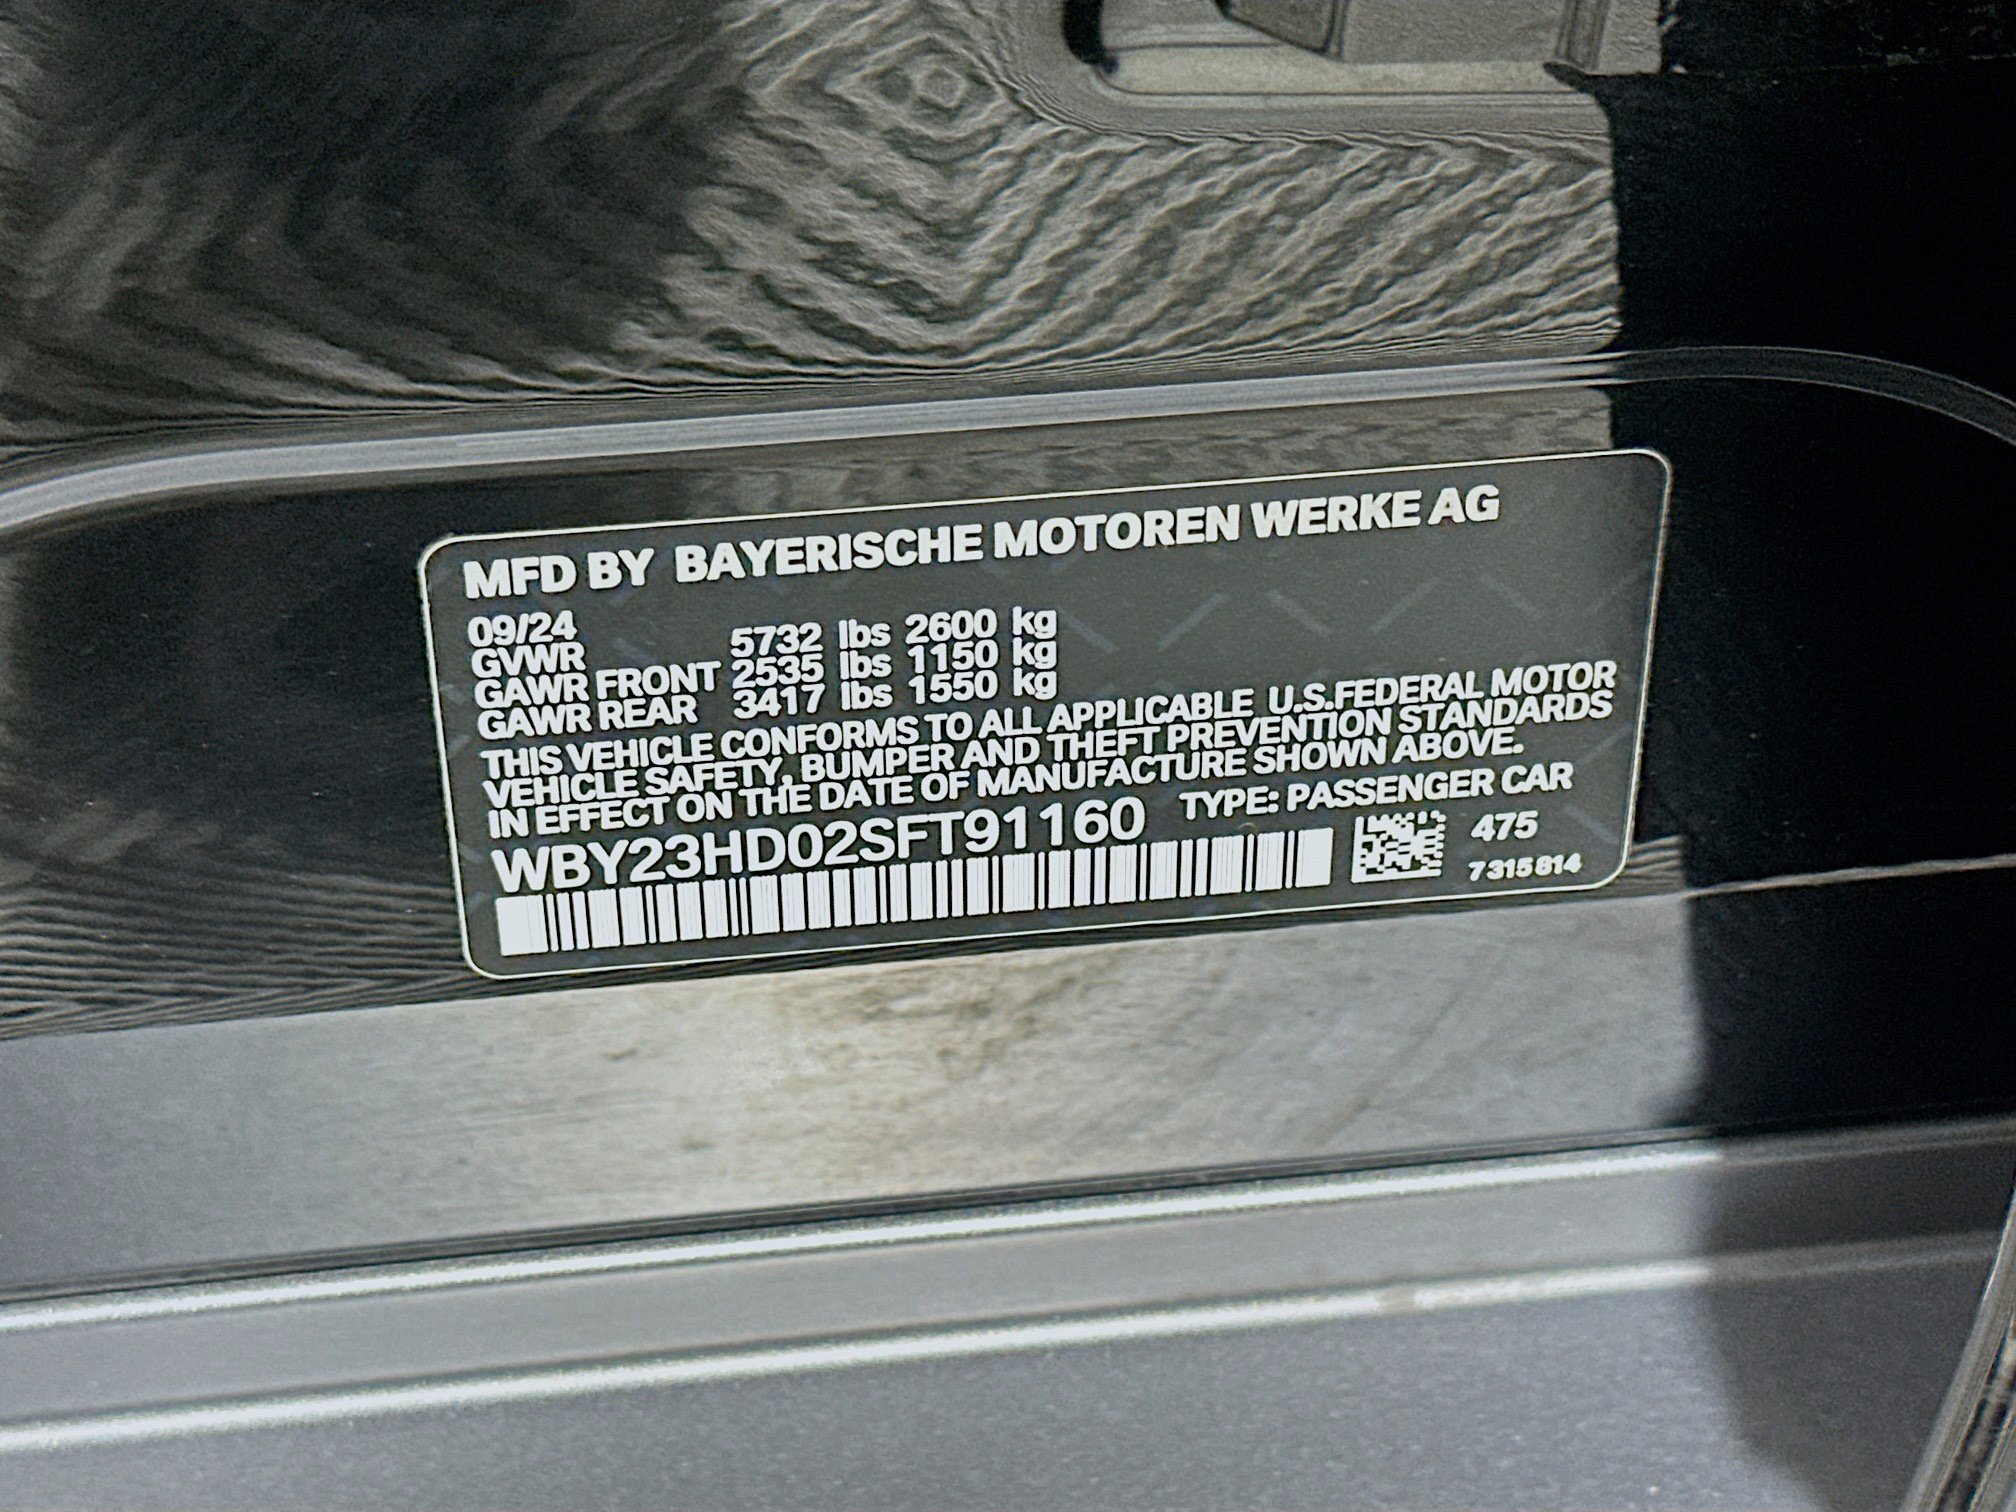 MFD BY BAYERISCHE MOTOREN WERKE AG
09/24
GVWR 5732 lbs 2600 kg
GAWR FRONT 2535 lbs 1150 kg
GAWR REAR 3417 lbs 1550 kg
THIS VEHICLE CONFORMS TO ALL APPLICABLE U.S.FEDERAL MOTOR
VEHICLE SAFETY, BUMPER AND THEFT PREVENTION STANDARDS
IN EFFECT ON THE DATE OF MANUFACTURE SHOWN ABOVE.
WBY23HD02SFT91160 TYPE: PASSENGER CAR
475
7315814